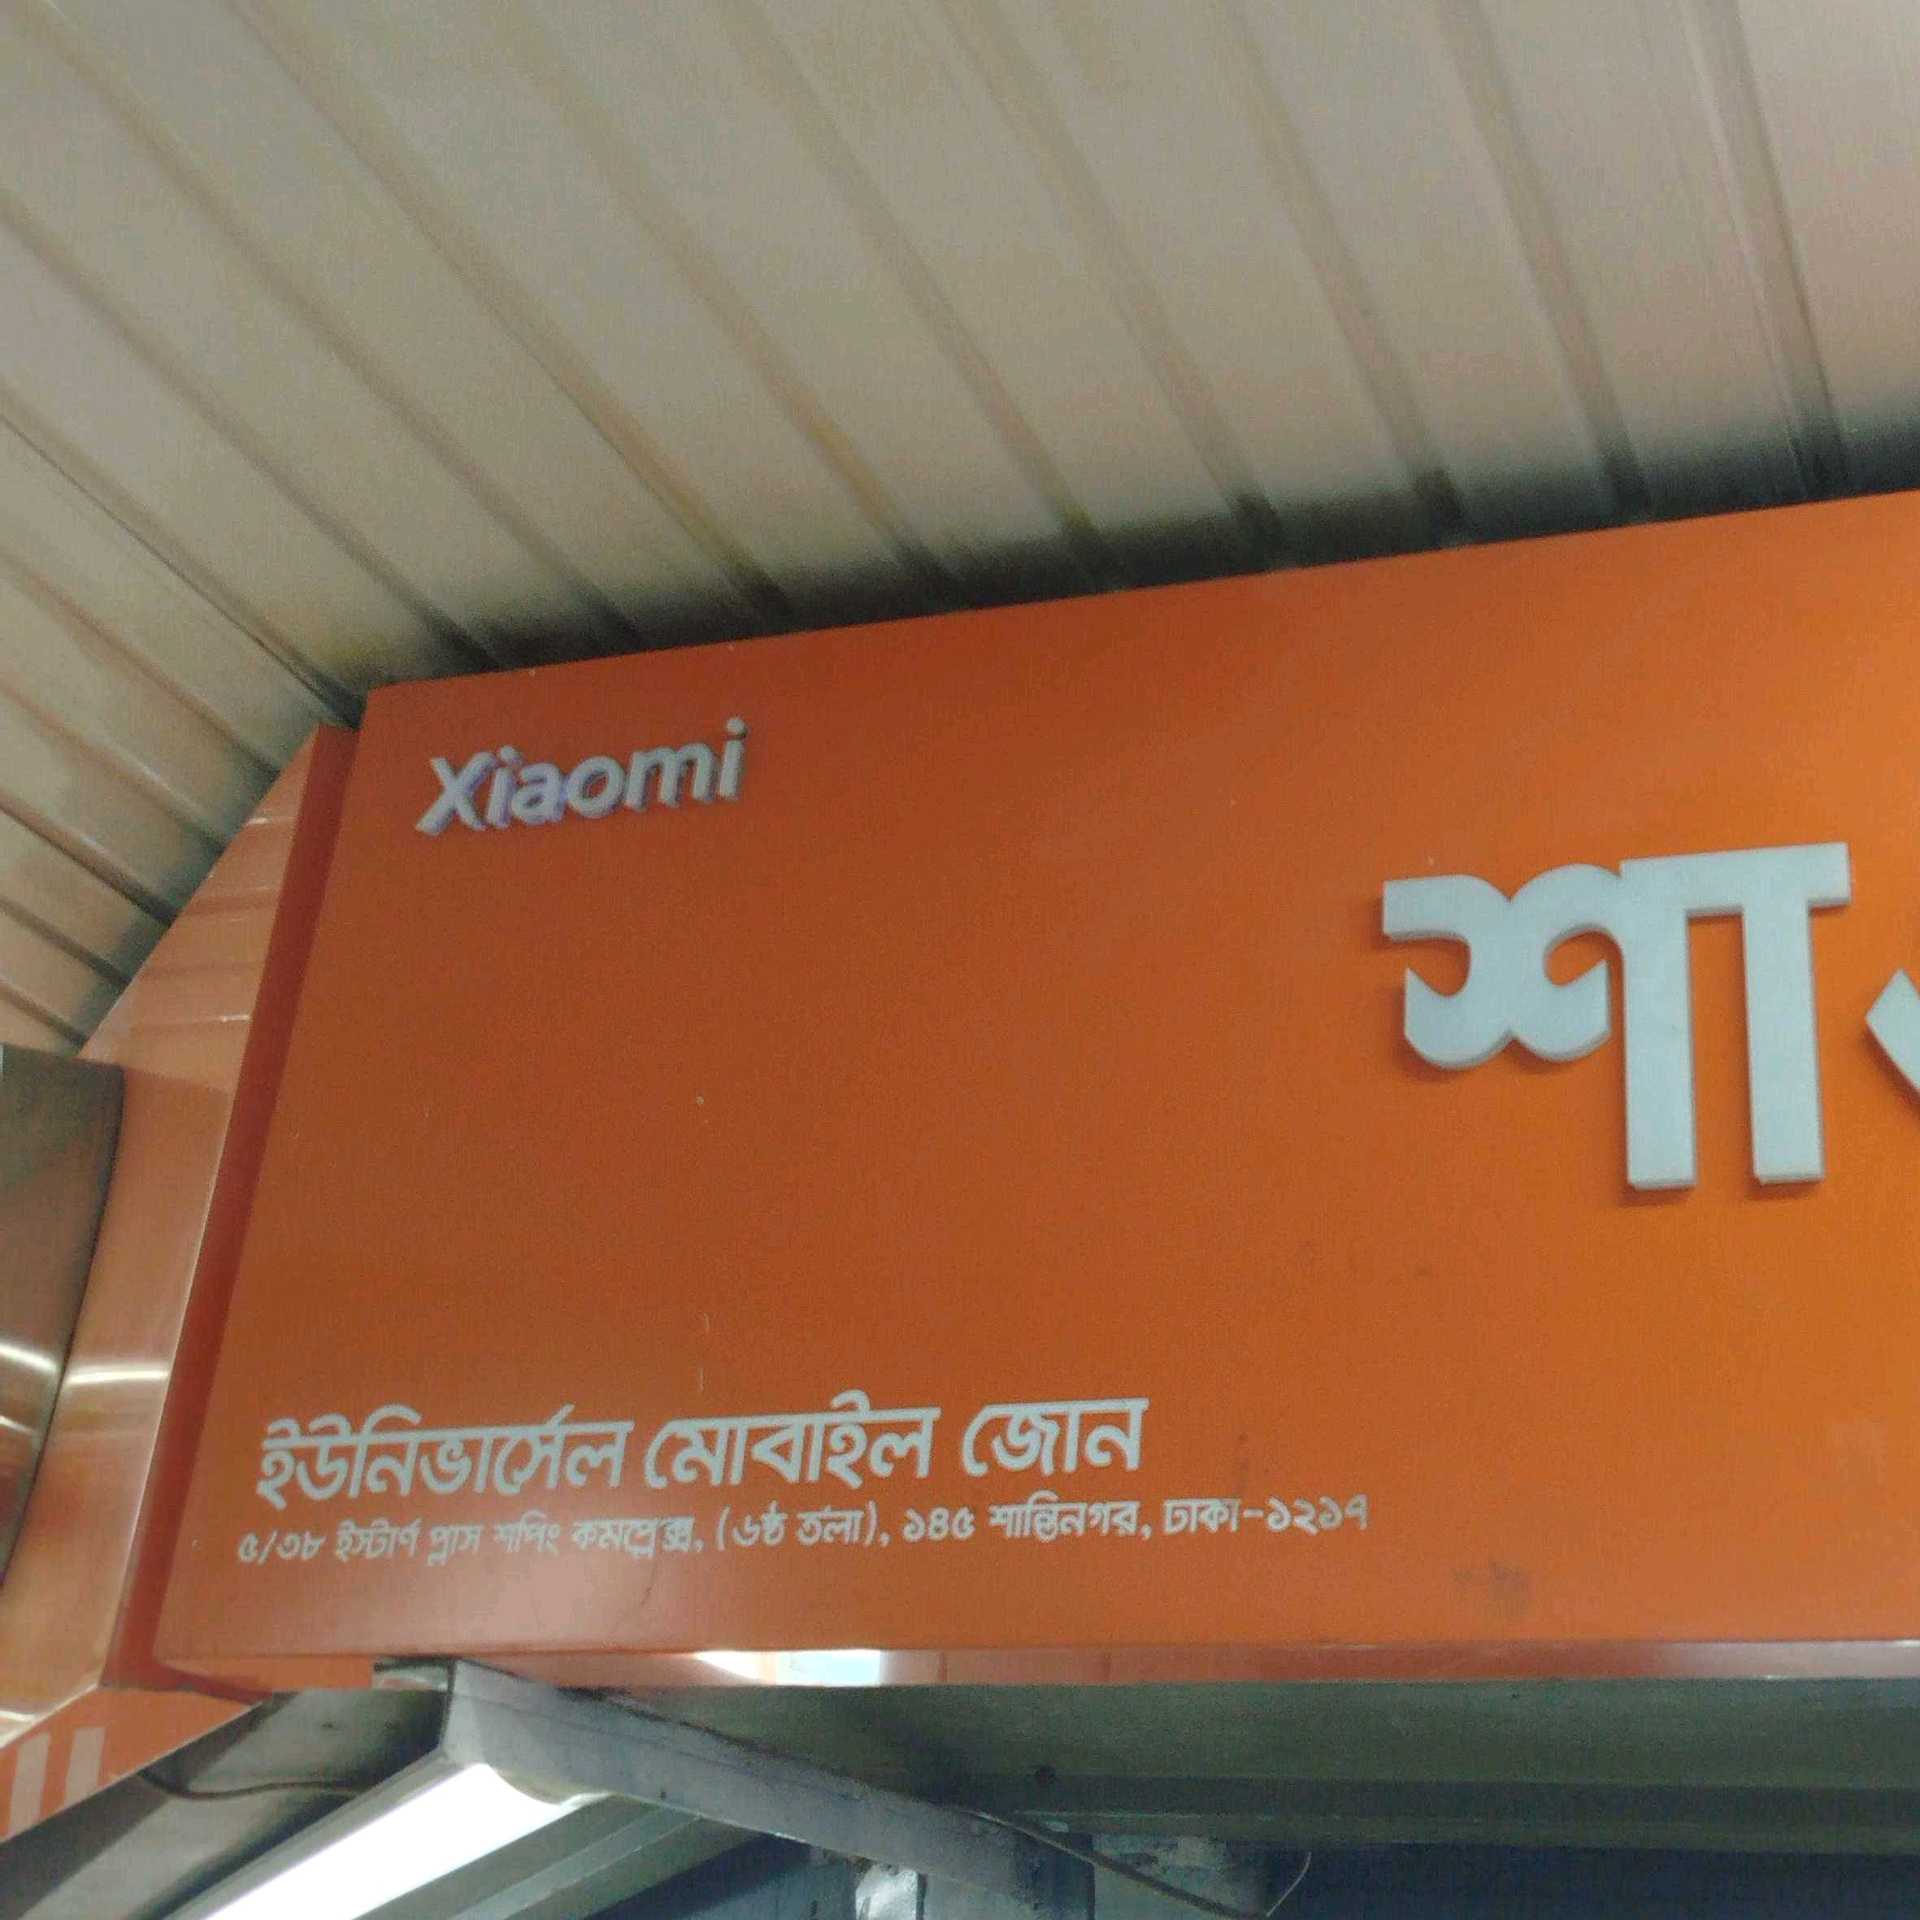 Xiaomi
শা
ইউনিভার্সেল মোবাইল জোন
৫/৩৮ ইস্টার্ণ প্লাস শপিং কমপ্লেক্স, (৬ষ্ঠ তলা), ১৪৫ শান্তিনগর, ঢাকা-১২১৭